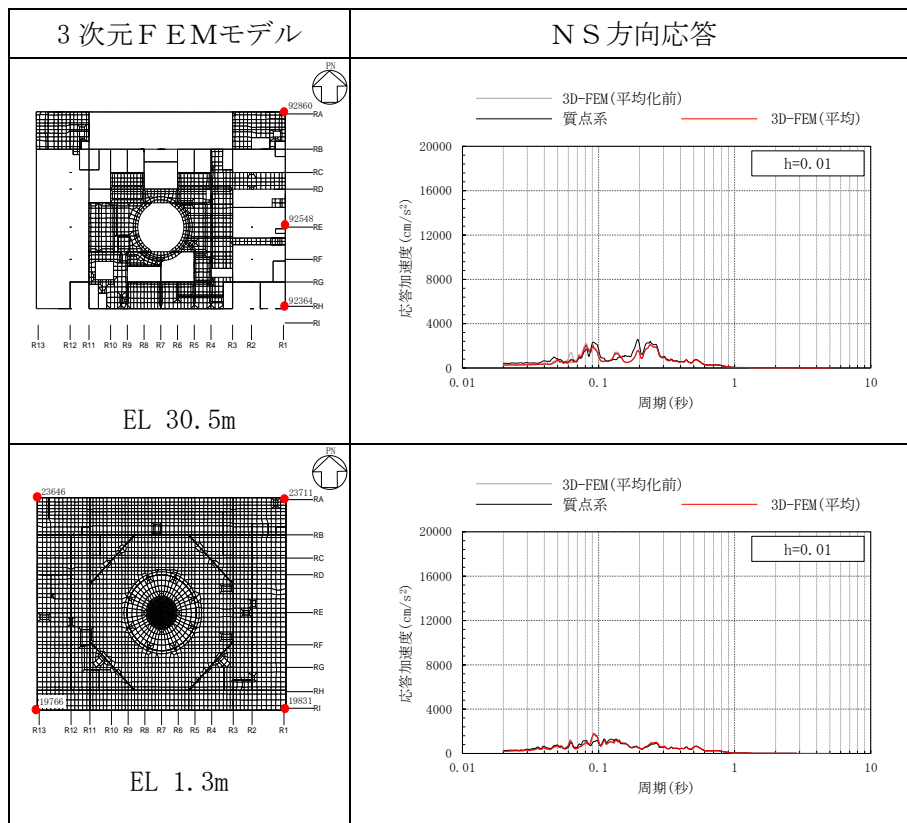 3次元FEMモデル
NS方向応答
PN
92860
RA
RB
RC
RD
92548
RE
RF
RG
92364
RH
RI
R13 R12 R11 R10 R9 R8 R7 R6 R5 R4 R3 R2 R1
EL 30.5m
3D-FEM(平均化前)
質点系 3D-FEM(平均)
h=0.01
20000
16000
12000
8000
4000
0
応答加速度(cm/s²)
0.01 0.1 1 10
周期(秒)
PN
23646 23711
RA
RB
RC
RD
RE
RF
RG
RH
19766 19831
RI
R13 R12 R11 R10 R9 R8 R7 R6 R5 R4 R3 R2 R1
EL 1.3m
3D-FEM(平均化前)
質点系 3D-FEM(平均)
h=0.01
20000
16000
12000
8000
4000
0
応答加速度(cm/s²)
0.01 0.1 1 10
周期(秒)